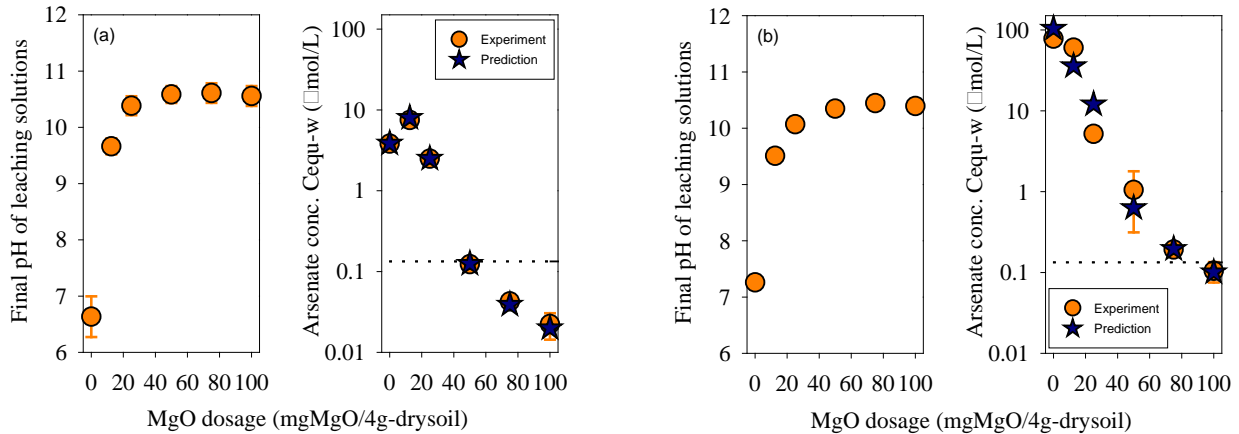 (a)
Final pH of leaching solutions
12
11
10
9
8
7
6
0 20 40 60 80 100
Arsenate conc. Cequ-w (□mol/L)
100
10
1
0.1
0.01
0 20 40 60 80 100
Experiment
Prediction
MgO dosage (mgMgO/4g-drysoil)
(b)
Final pH of leaching solutions
12
11
10
9
8
7
6
0 20 40 60 80 100
Arsenate conc. Cequ-w (□mol/L)
100
10
1
0.1
0.01
0 20 40 60 80 100
Experiment
Prediction
MgO dosage (mgMgO/4g-drysoil)